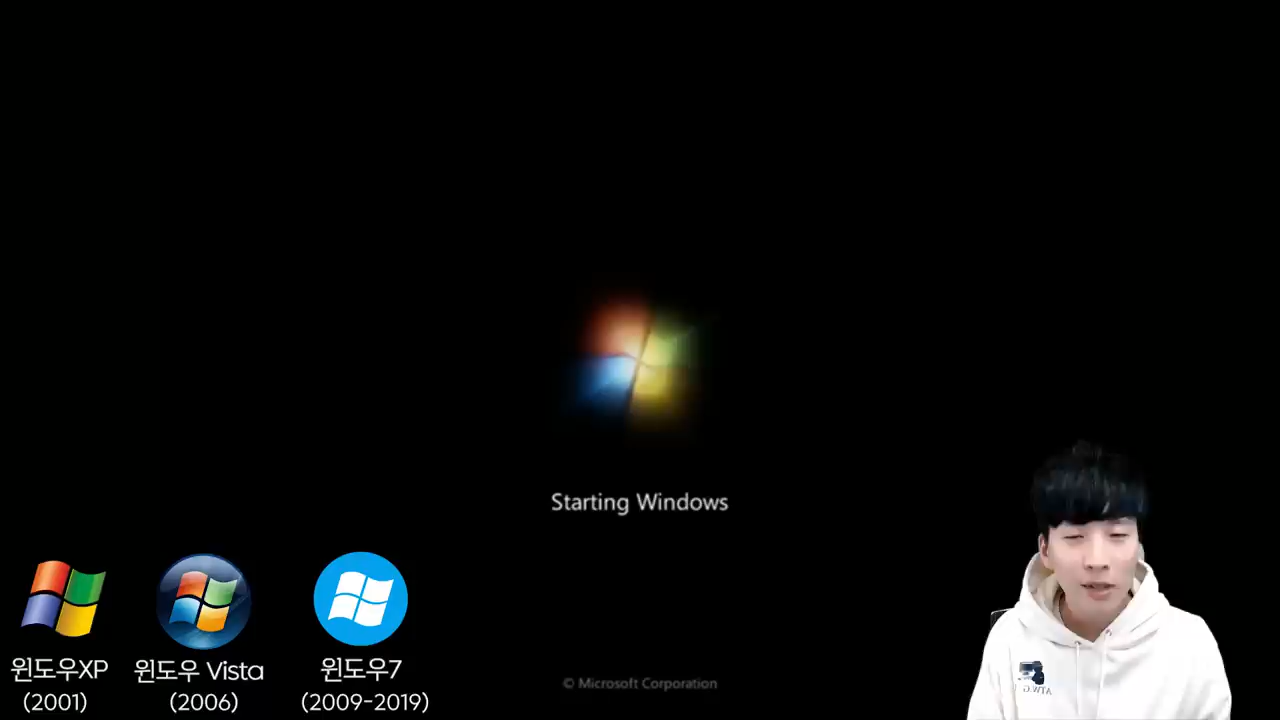 Starting Windows
윈도우XP
(2001)
윈도우 Vista
(2006)
윈도우7
(2009-2019)
© Microsoft Corporation